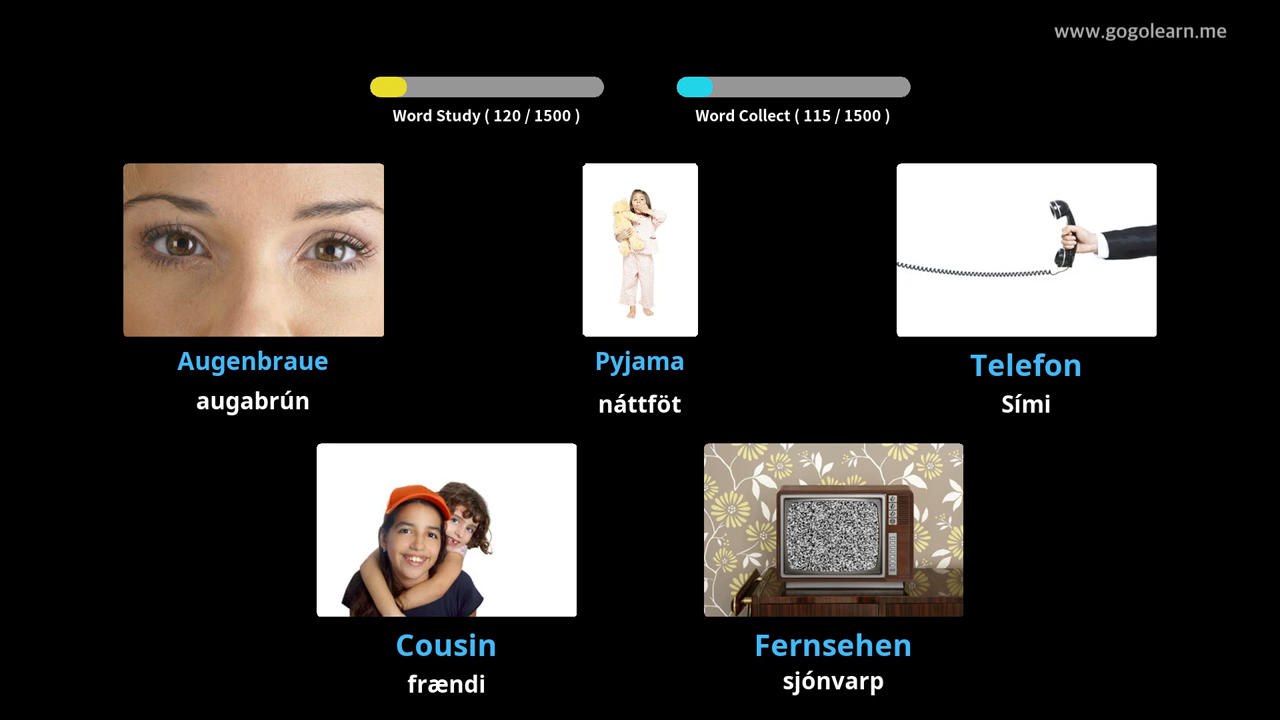 www.gogolearn.me
Word Study ( 120 / 1500 )
Word Collect ( 115 / 1500 )
Augenbraue
augabrún
Pyjama
náttföt
Telefon
Sími
Cousin
frændi
Fernsehen
sjónvarp